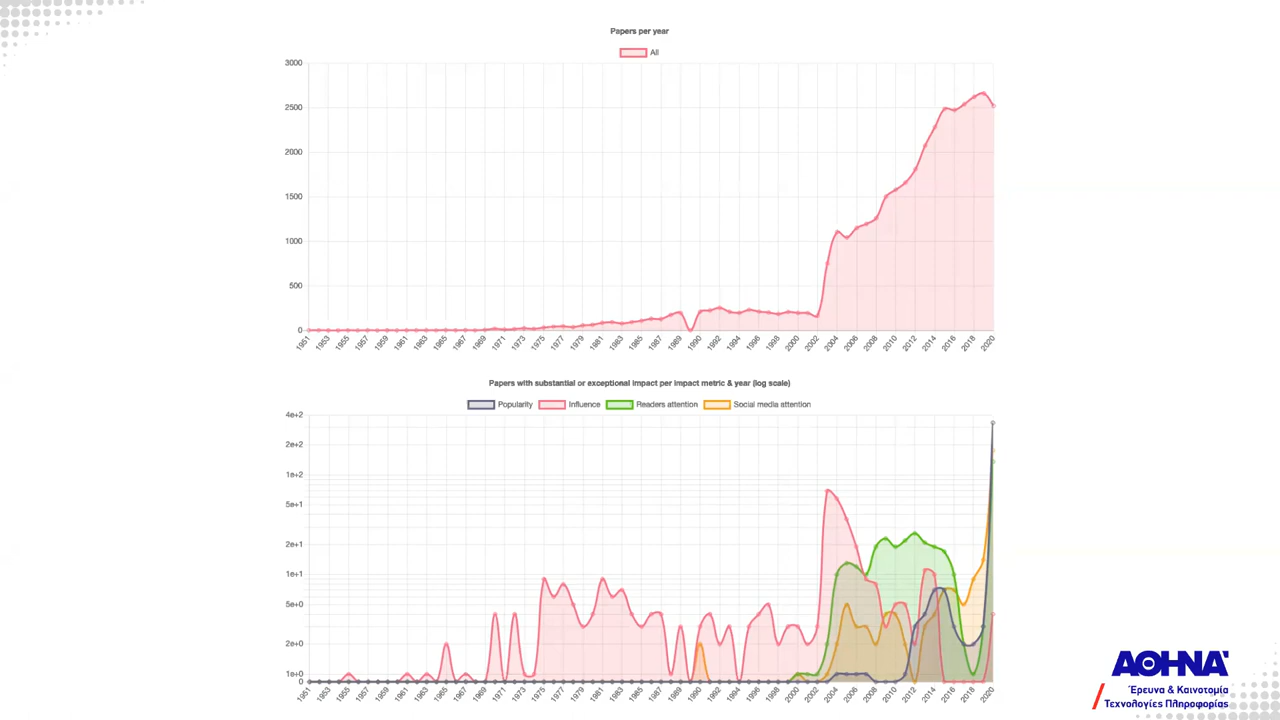 Papers per year
All
3000
2500
2000
1500
1000
500
0
1951 1953 1955 1957 1959 1961 1963 1965 1967 1969 1971 1973 1975 1977 1979 1981 1983 1985 1987 1989 1990 1992 1994 1996 1998 2000 2002 2004 2006 2008 2010 2012 2014 2016 2018 2020
Papers with substantial or exceptional impact per impact metric & year (log scale)
Popularity Influence Readers attention Social media attention
4e+2
2e+2
1e+2
5e+1
2e+1
1e+1
5e+0
2e+0
1e+0
0
1951 1953 1955 1957 1959 1961 1963 1965 1967 1969 1971 1973 1975 1977 1979 1981 1983 1985 1987 1989 1990 1992 1994 1996 1998 2000 2002 2004 2006 2008 2010 2012 2014 2016 2018 2020
ΑΘΗΝΑ
Έρευνα & Καινοτομία
Τεχνολογίες Πληροφορίας